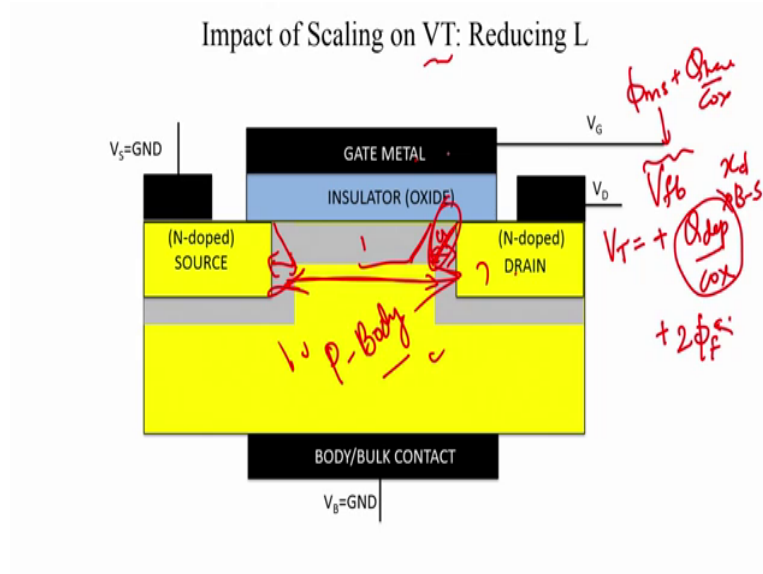 Impact of Scaling on VT: Reducing L
ϕms +
Cox
VG
VS=GND
GATE METAL
INSULATOR (OXIDE)
VD
Vfb
xd
B-S
(N-doped)
SOURCE
(N-doped)
DRAIN
VT = + Qdep
Cox
+ 2ϕf
P-Body
BODY/BULK CONTACT
VB=GND